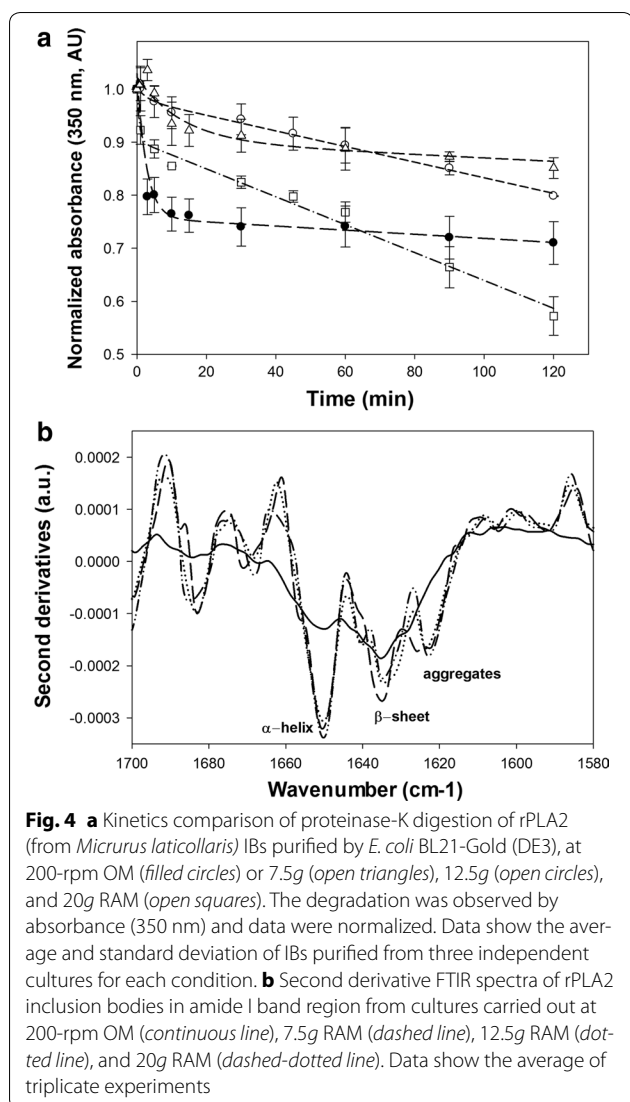 a
Normalized absorbance (350 nm, AU)
1.0
0.9
0.8
0.7
0.6
0.5
0 20 40 60 80 100 120
Time (min)
b
Second derivatives (a.u.)
0.0002
0.0001
0.0000
-0.0001
-0.0002
-0.0003
α–helix
β–sheet
aggregates
1700 1680 1660 1640 1620 1600 1580
Wavenumber (cm-1)
Fig. 4 a Kinetics comparison of proteinase-K digestion of rPLA2
(from Micrurus laticollaris) IBs purified by E. coli BL21-Gold (DE3), at
200-rpm OM (filled circles) or 7.5g (open triangles), 12.5g (open circles),
and 20g RAM (open squares). The degradation was observed by
absorbance (350 nm) and data were normalized. Data show the aver-
age and standard deviation of IBs purified from three independent
cultures for each condition. b Second derivative FTIR spectra of rPLA2
inclusion bodies in amide I band region from cultures carried out at
200-rpm OM (continuous line), 7.5g RAM (dashed line), 12.5g RAM (dot-
ted line), and 20g RAM (dashed-dotted line). Data show the average of
triplicate experiments